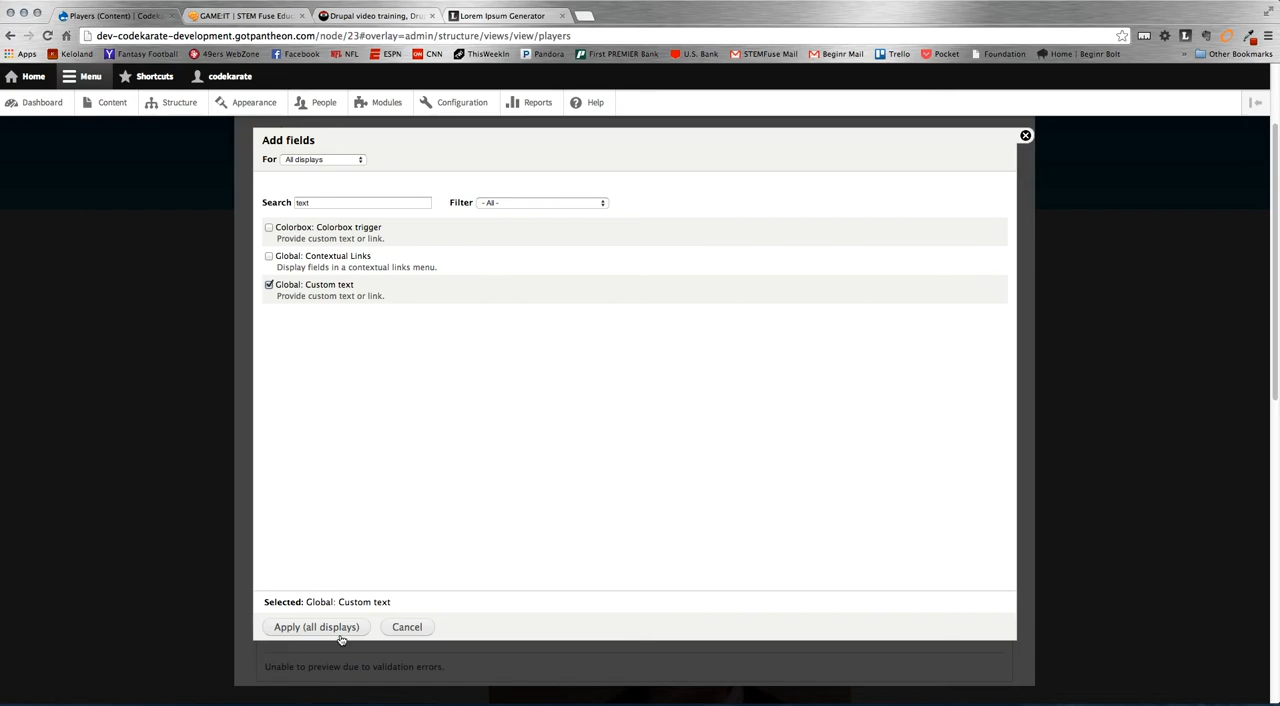 Players (Content) | Codek
GAME:IT | STEM Fuse Educ
Drupal video training, Dru
Lorem Ipsum Generator
dev-codekarate-development.gotpantheon.com/node/23#overlay=admin/structure/views/view/players
Apps Keloland Fantasy Football 49ers WebZone Facebook NFL ESPN CNN ThisWeekIn Pandora First PREMIER Bank U.S. Bank STEMFuse Mail Beginr Mail Trello Pocket Foundation Home | Beginr Bolt » Other Bookmarks
Home Menu Shortcuts codekarate
Dashboard Content Structure Appearance People Modules Configuration Reports Help
Add fields
For All displays
Search text Filter - All -
Colorbox: Colorbox trigger
Provide custom text or link.
Global: Contextual Links
Display fields in a contextual links menu.
Global: Custom text
Provide custom text or link.
Selected: Global: Custom text
Apply (all displays) Cancel
Unable to preview due to validation errors.